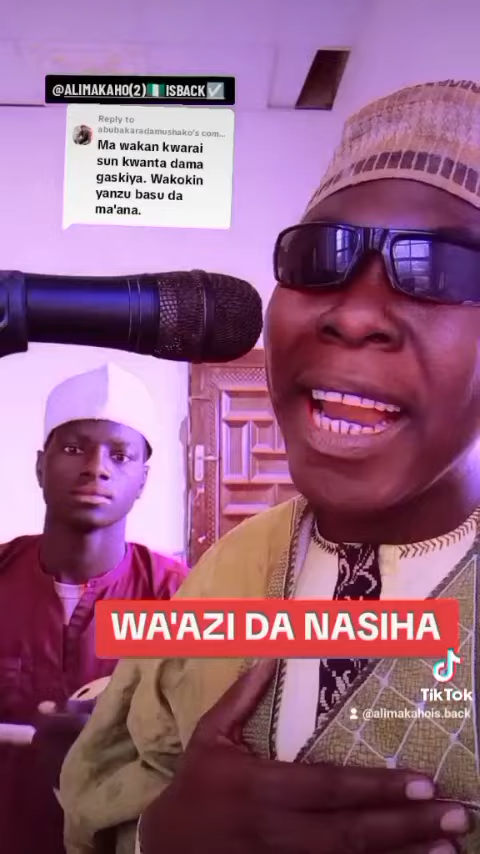 @ALIMAKAHO(2)🇳🇬ISBACK☑️
Reply to
abubakaradamushako's com...
Ma wakan kwarai
sun kwanta dama
gaskiya. Wakokin
yanzu basu da
ma'ana.
WA'AZI DA NASIHA
TikTok
@alimakahois.back